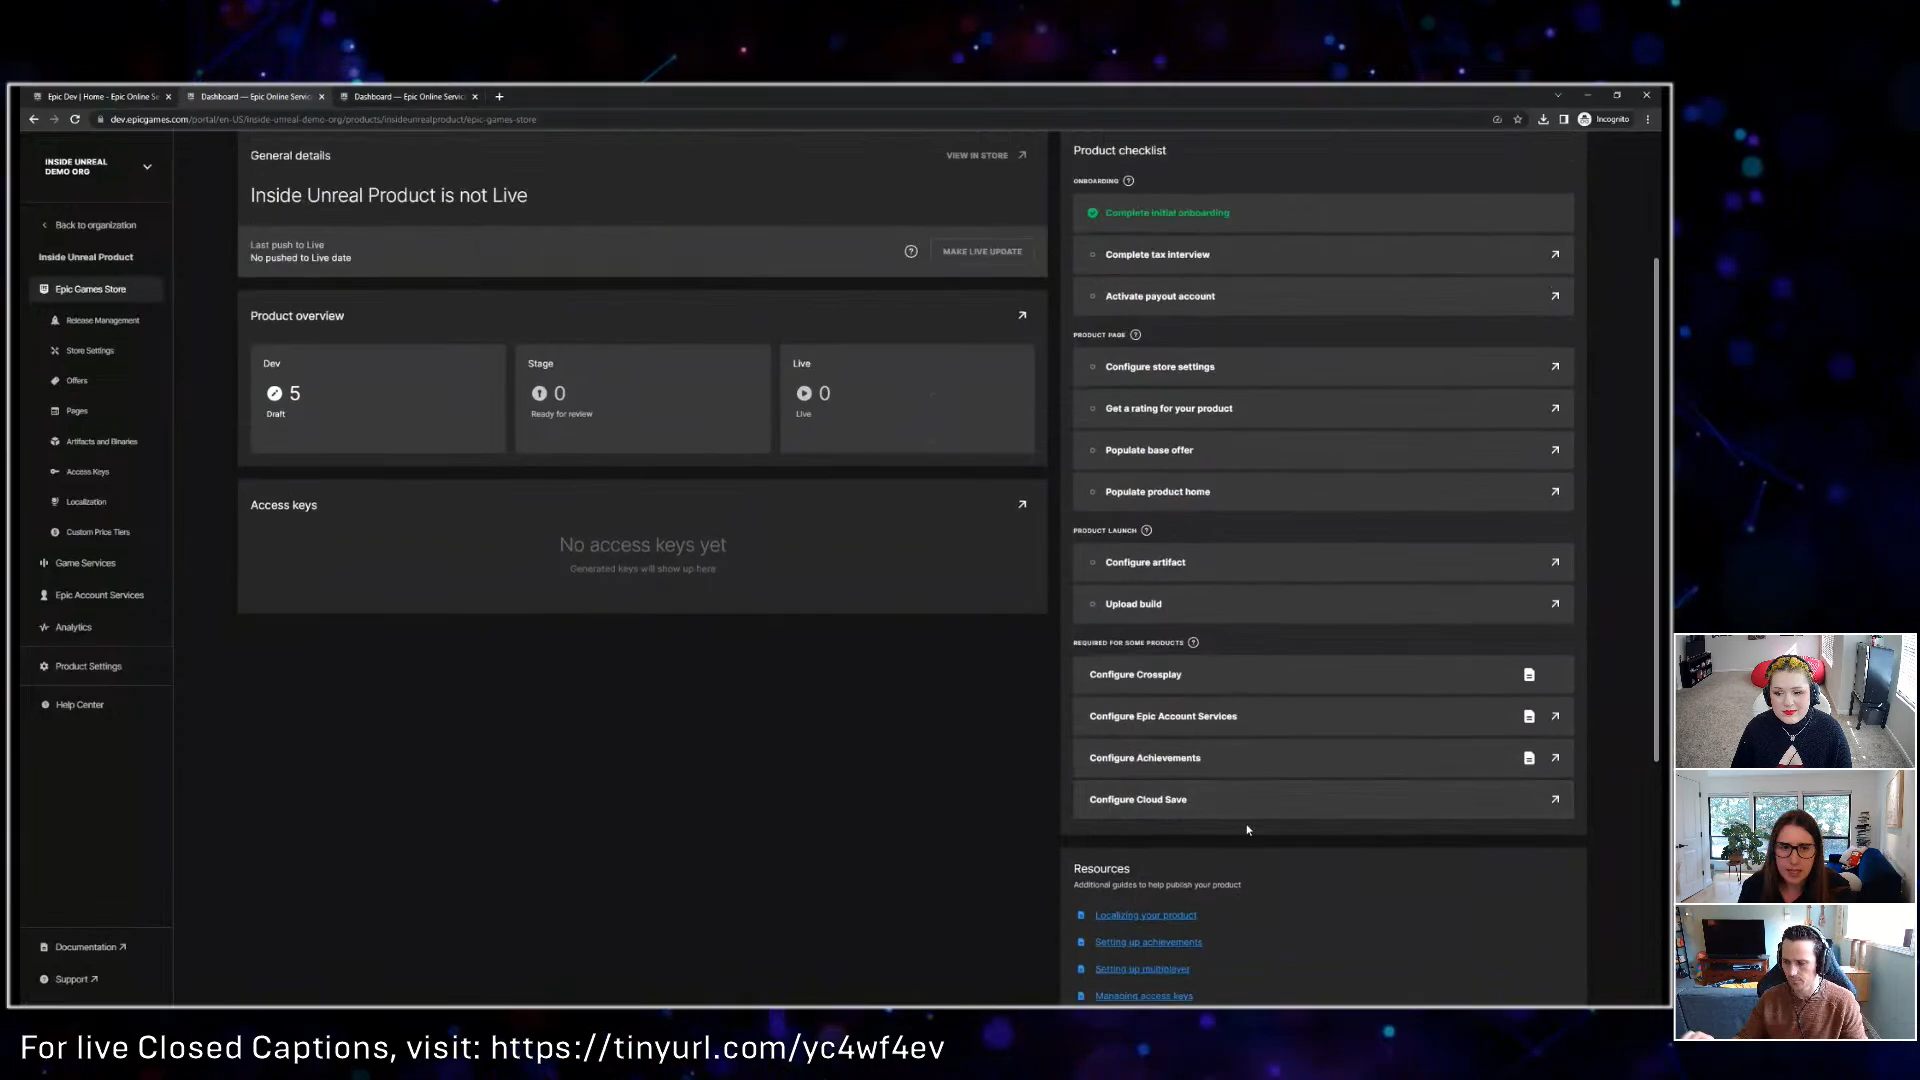 Epic Dev | Home - Epic Online Se
Dashboard — Epic Online Servic
Dashboard — Epic Online Servic
dev.epicgames.com/portal/en-US/inside-unreal-demo-org/products/insideunrealproduct/epic-games-store
Incognito
INSIDE UNREAL
DEMO ORG
Back to organization
Inside Unreal Product
Epic Games Store
Release Management
Store Settings
Offers
Pages
Artifacts and Binaries
Access Keys
Localization
Custom Price Tiers
Game Services
Epic Account Services
Analytics
Product Settings
Help Center
Documentation
Support
General details
VIEW IN STORE
Inside Unreal Product is not Live
Last push to Live
No pushed to Live date
MAKE LIVE UPDATE
Product overview
Dev
5
Draft
Stage
0
Ready for review
Live
0
Live
Access keys
No access keys yet
Generated keys will show up here
Product checklist
ONBOARDING
Complete initial onboarding
Complete tax interview
Activate payout account
PRODUCT PAGE
Configure store settings
Get a rating for your product
Populate base offer
Populate product home
PRODUCT LAUNCH
Configure artifact
Upload build
REQUIRED FOR SOME PRODUCTS
Configure Crossplay
Configure Epic Account Services
Configure Achievements
Configure Cloud Save
Resources
Additional guides to help publish your product
Localizing your product
Setting up achievements
Setting up multiplayer
Managing access keys
For live Closed Captions, visit: https://tinyurl.com/yc4wf4ev